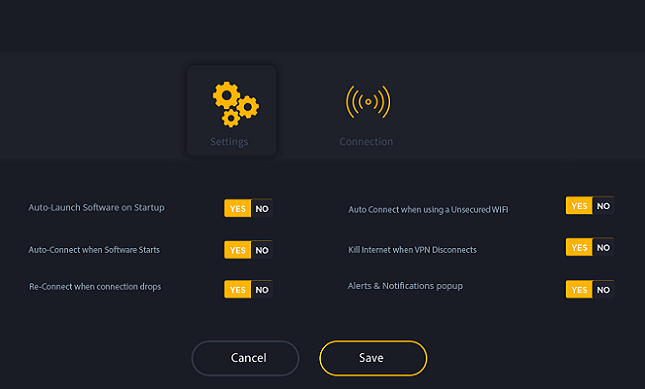 Settings
Connection
Auto-Launch Software on Startup YES NO
Auto Connect when using a Unsecured WIFI YES NO
Auto-Connect when Software Starts YES NO
Kill Internet when VPN Disconnects YES NO
Re-Connect when connection drops YES NO
Alerts & Notifications popup YES NO
Cancel
Save